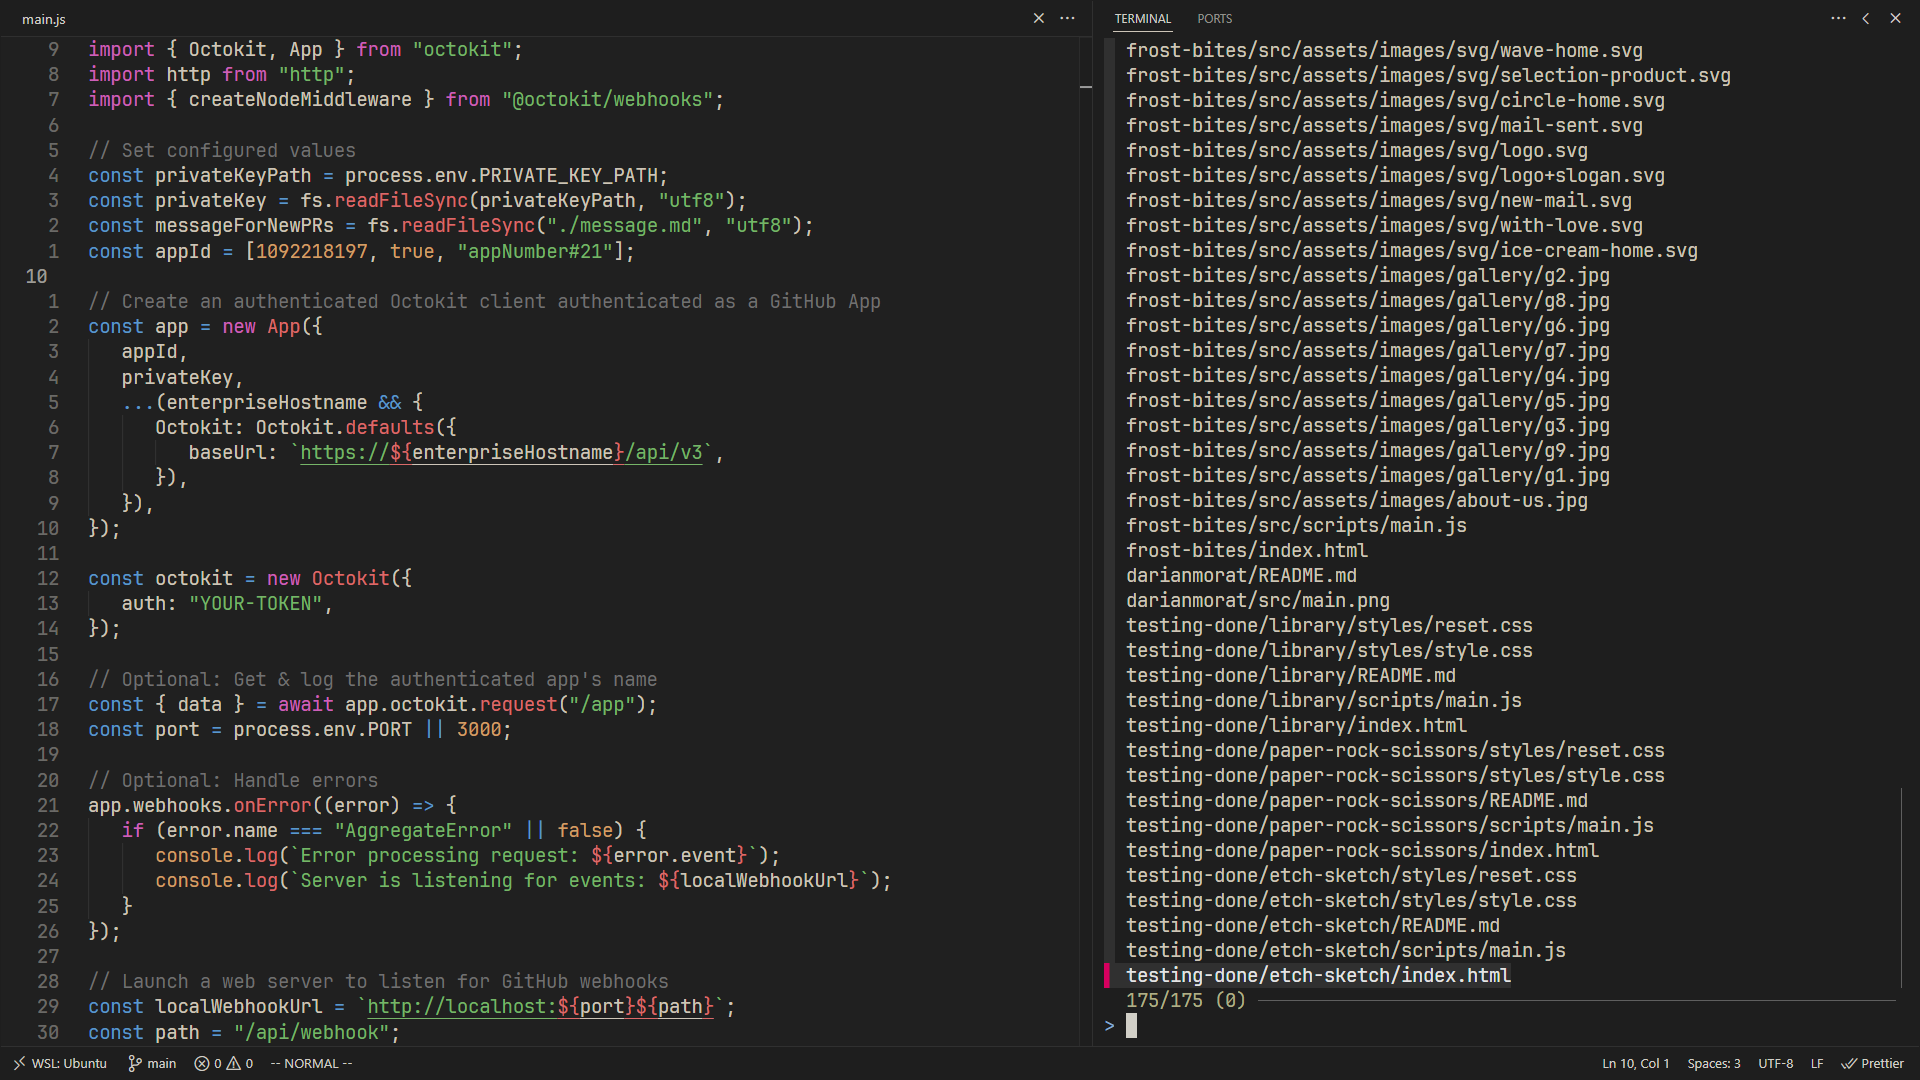 main.js
9 import { Octokit, App } from "octokit";
8 import http from "http";
7 import { createNodeMiddleware } from "@octokit/webhooks";
6
5 // Set configured values
4 const privateKeyPath = process.env.PRIVATE_KEY_PATH;
3 const privateKey = fs.readFileSync(privateKeyPath, "utf8");
2 const messageForNewPRs = fs.readFileSync("./message.md", "utf8");
1 const appId = [1092218197, true, "appNumber#21"];
10
1 // Create an authenticated Octokit client authenticated as a GitHub App
2 const app = new App({
3 appId,
4 privateKey,
5 ...(enterpriseHostname && {
6 Octokit: Octokit.defaults({
7 baseUrl: `https://${enterpriseHostname}/api/v3`,
8 }),
9 }),
10 });
11
12 const octokit = new Octokit({
13 auth: "YOUR-TOKEN",
14 });
15
16 // Optional: Get & log the authenticated app's name
17 const { data } = await app.octokit.request("/app");
18 const port = process.env.PORT || 3000;
19
20 // Optional: Handle errors
21 app.webhooks.onError((error) => {
22 if (error.name === "AggregateError" || false) {
23 console.log(`Error processing request: ${error.event}`);
24 console.log(`Server is listening for events: ${localWebhookUrl}`);
25 }
26 });
27
28 // Launch a web server to listen for GitHub webhooks
29 const localWebhookUrl = `http://localhost:${port}${path}`;
30 const path = "/api/webhook";
TERMINAL PORTS
frost-bites/src/assets/images/svg/wave-home.svg
frost-bites/src/assets/images/svg/selection-product.svg
frost-bites/src/assets/images/svg/circle-home.svg
frost-bites/src/assets/images/svg/mail-sent.svg
frost-bites/src/assets/images/svg/logo.svg
frost-bites/src/assets/images/svg/logo+slogan.svg
frost-bites/src/assets/images/svg/new-mail.svg
frost-bites/src/assets/images/svg/with-love.svg
frost-bites/src/assets/images/svg/ice-cream-home.svg
frost-bites/src/assets/images/gallery/g2.jpg
frost-bites/src/assets/images/gallery/g8.jpg
frost-bites/src/assets/images/gallery/g6.jpg
frost-bites/src/assets/images/gallery/g7.jpg
frost-bites/src/assets/images/gallery/g4.jpg
frost-bites/src/assets/images/gallery/g5.jpg
frost-bites/src/assets/images/gallery/g3.jpg
frost-bites/src/assets/images/gallery/g9.jpg
frost-bites/src/assets/images/gallery/g1.jpg
frost-bites/src/assets/images/about-us.jpg
frost-bites/src/scripts/main.js
frost-bites/index.html
darianmorat/README.md
darianmorat/src/main.png
testing-done/library/styles/reset.css
testing-done/library/styles/style.css
testing-done/library/README.md
testing-done/library/scripts/main.js
testing-done/library/index.html
testing-done/paper-rock-scissors/styles/reset.css
testing-done/paper-rock-scissors/styles/style.css
testing-done/paper-rock-scissors/README.md
testing-done/paper-rock-scissors/scripts/main.js
testing-done/paper-rock-scissors/index.html
testing-done/etch-sketch/styles/reset.css
testing-done/etch-sketch/styles/style.css
testing-done/etch-sketch/README.md
testing-done/etch-sketch/scripts/main.js
testing-done/etch-sketch/index.html
175/175 (0)
>
WSL: Ubuntu main 0 0 -- NORMAL -- Ln 10, Col 1 Spaces: 3 UTF-8 LF Prettier